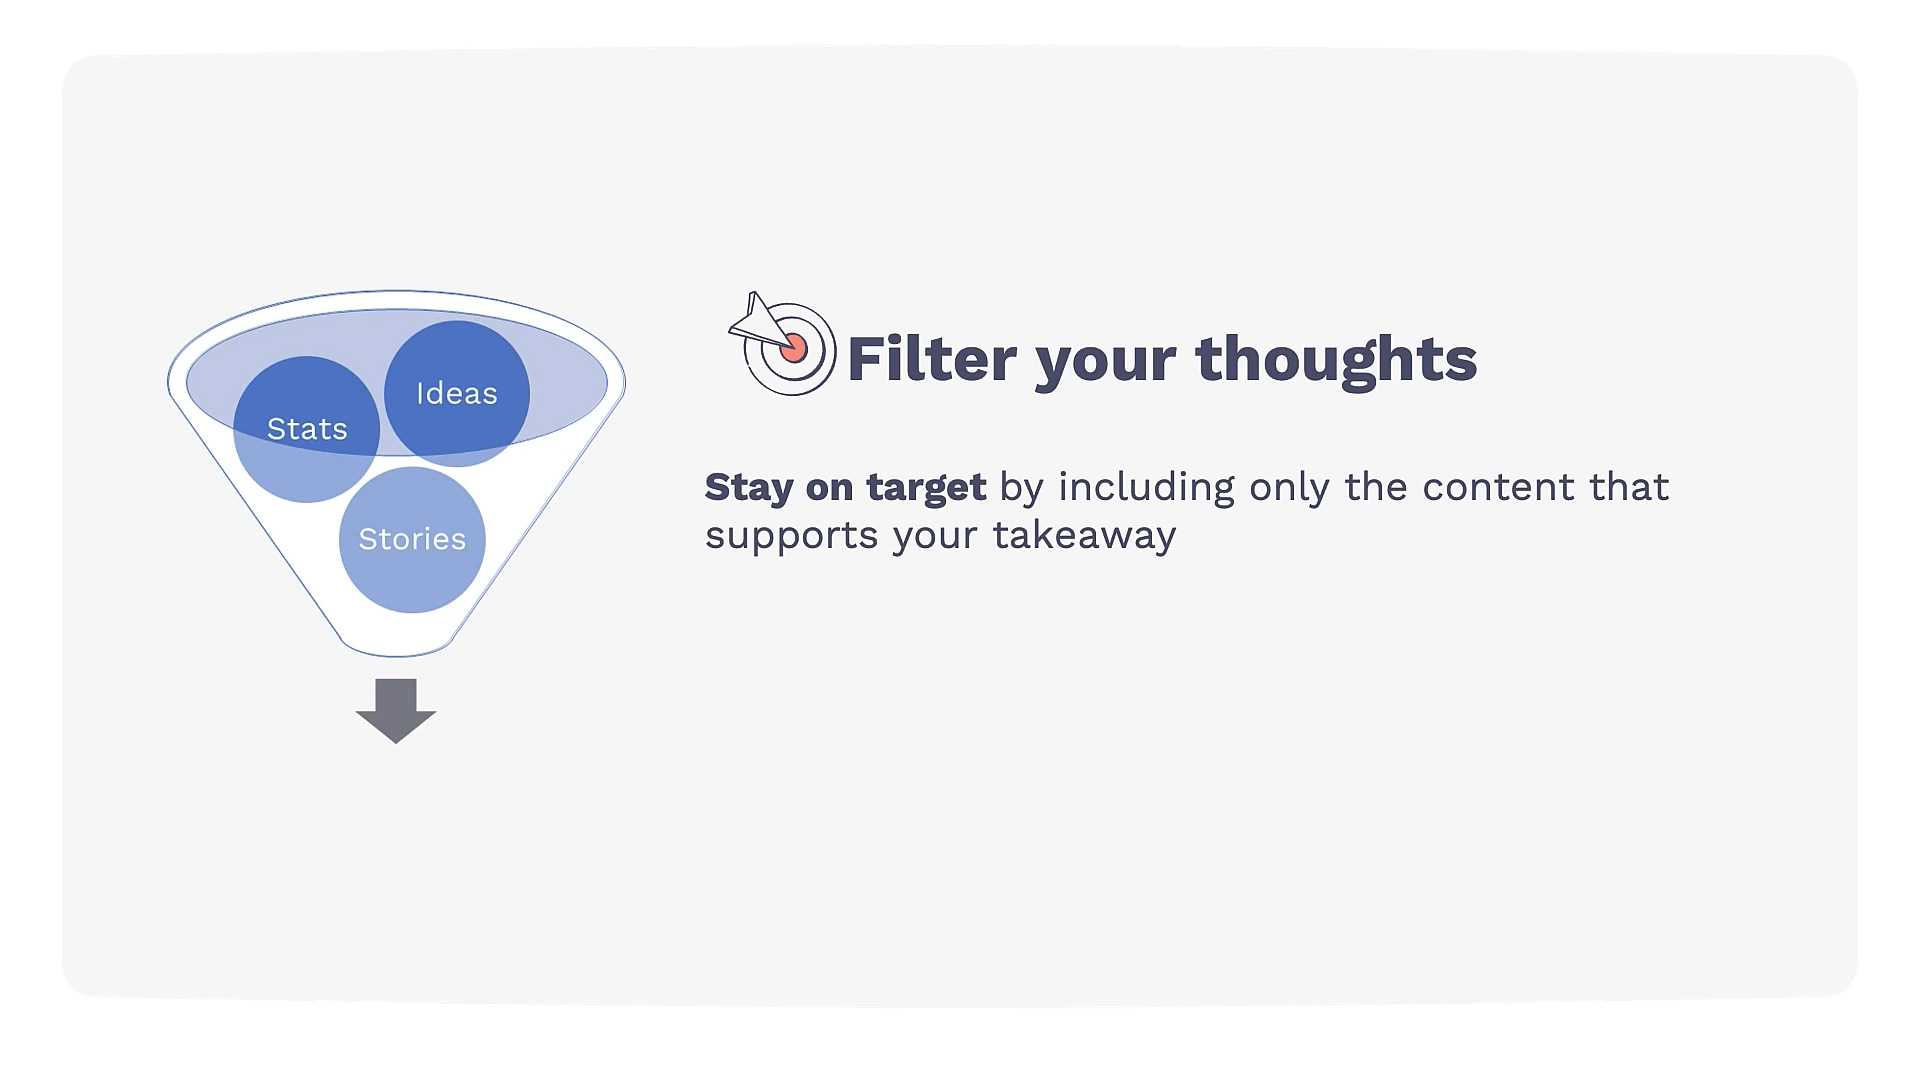 Ideas
Stats
Stories
Filter your thoughts
Stay on target by including only the content that
supports your takeaway